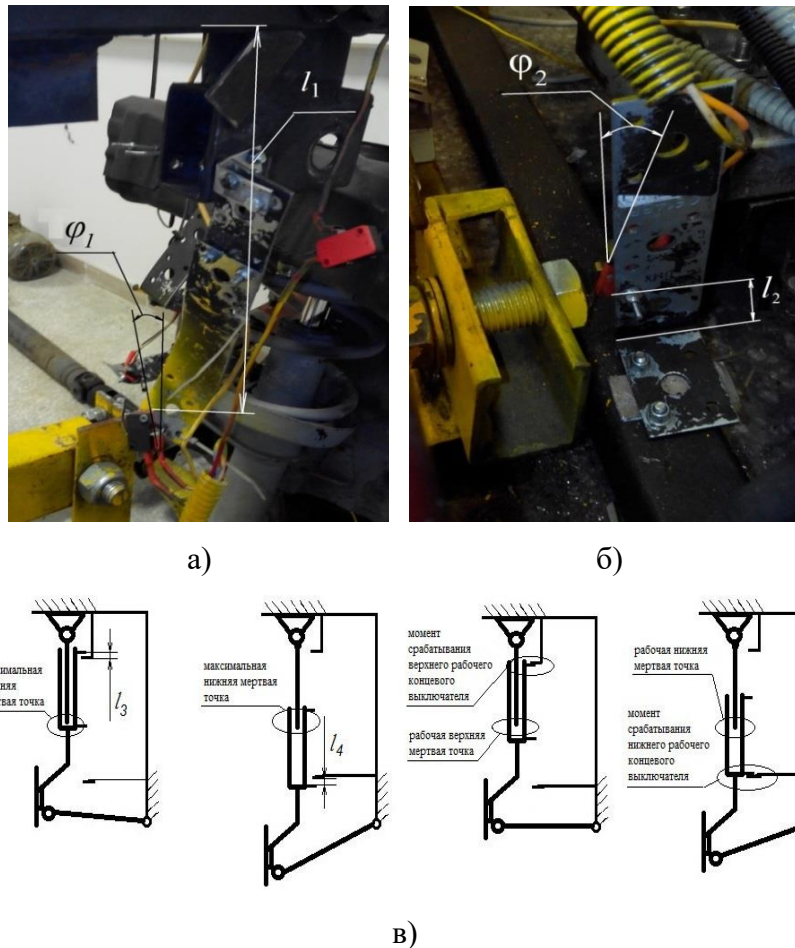 l₁
φ₁
φ₂
l₂
а)
б)
точка
l₃
максимальная
нижняя мертвая
точка
l₄
момент
срабатывания
верхнего рабочего
концевого
выключателя
рабочая верхняя
мертвая точка
рабочая нижняя
мертвая точка
момент
срабатывания
нижнего рабочего
концевого
выключателя
в)